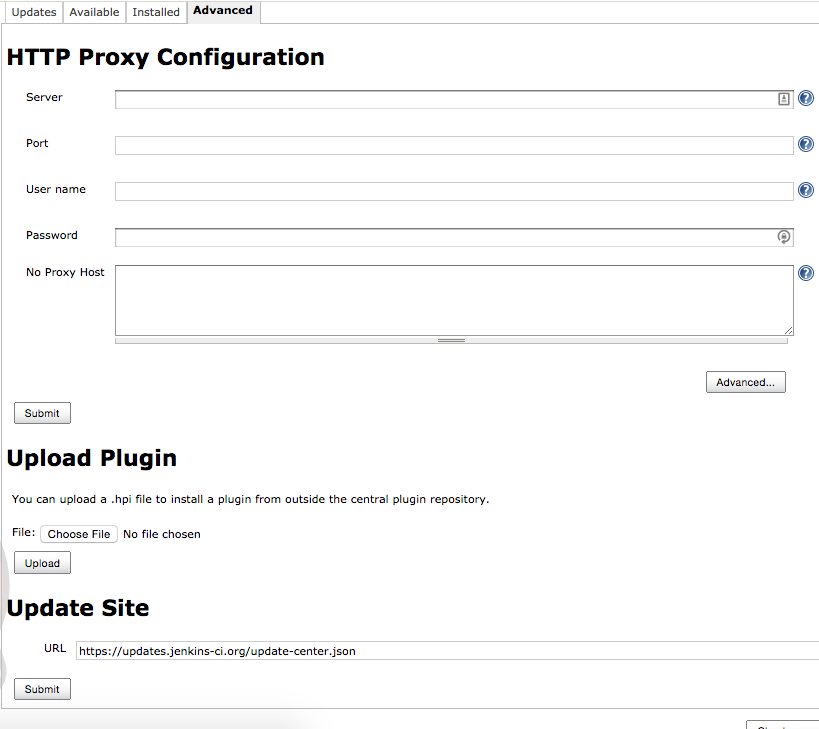 Updates Available Installed Advanced
HTTP Proxy Configuration
Server
Port
User name
Password
No Proxy Host
Advanced...
Submit
Upload Plugin
You can upload a .hpi file to install a plugin from outside the central plugin repository.
File: Choose File No file chosen
Upload
Update Site
URL https://updates.jenkins-ci.org/update-center.json
Submit